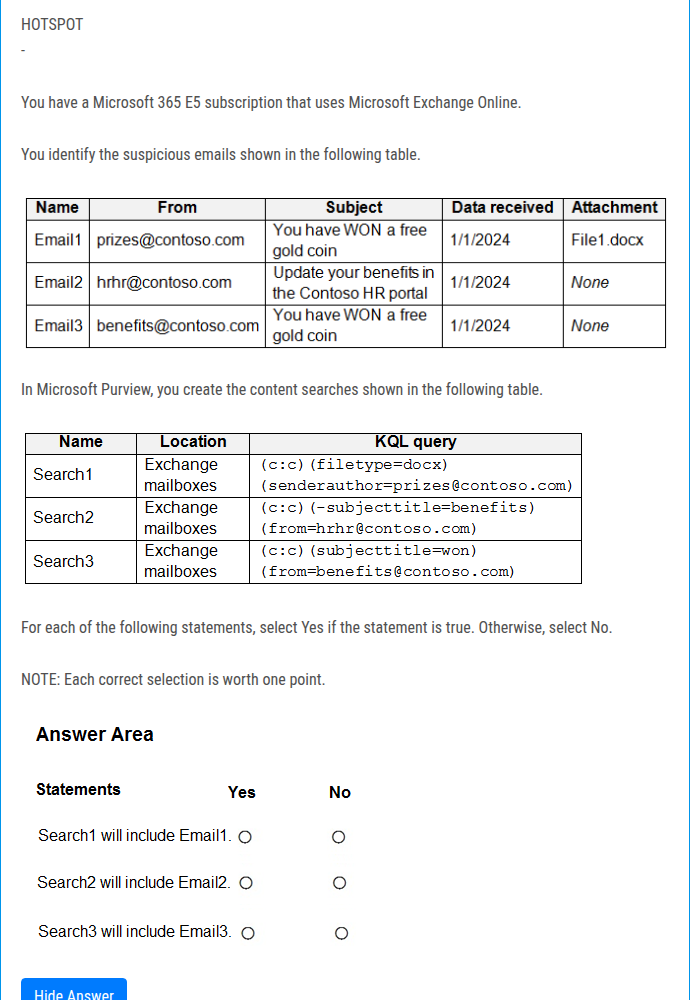 HOTSPOT
-
You have a Microsoft 365 E5 subscription that uses Microsoft Exchange Online.
You identify the suspicious emails shown in the following table.
Name From Subject Data received Attachment
Email1 prizes@contoso.com You have WON a free gold coin 1/1/2024 File1.docx
Email2 hrhr@contoso.com Update your benefits in the Contoso HR portal 1/1/2024 None
Email3 benefits@contoso.com You have WON a free gold coin 1/1/2024 None
In Microsoft Purview, you create the content searches shown in the following table.
Name Location KQL query
Search1 Exchange mailboxes (c:c)(filetype=docx) (senderauthor=prizes@contoso.com)
Search2 Exchange mailboxes (c:c)(-subjecttitle=benefits) (from=hrhr@contoso.com)
Search3 Exchange mailboxes (c:c)(subjecttitle=won) (from=benefits@contoso.com)
For each of the following statements, select Yes if the statement is true. Otherwise, select No.
NOTE: Each correct selection is worth one point.
Answer Area
Statements Yes No
Search1 will include Email1.
Search2 will include Email2.
Search3 will include Email3.
Hide Answer